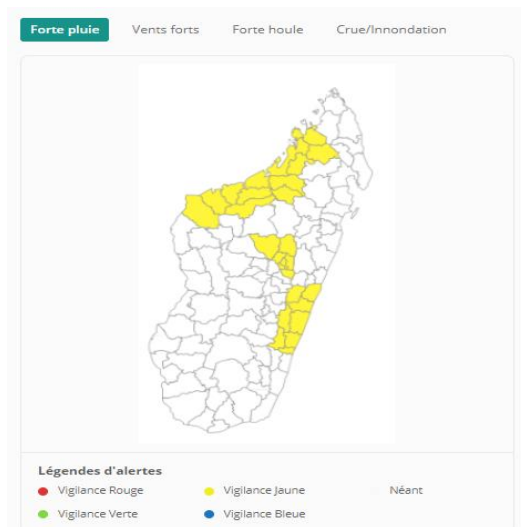 Forte pluie Vents forts Forte houle Crue/Innondation
Légendes d'alertes
Vigilance Rouge Vigilance Jaune Néant
Vigilance Verte Vigilance Bleue